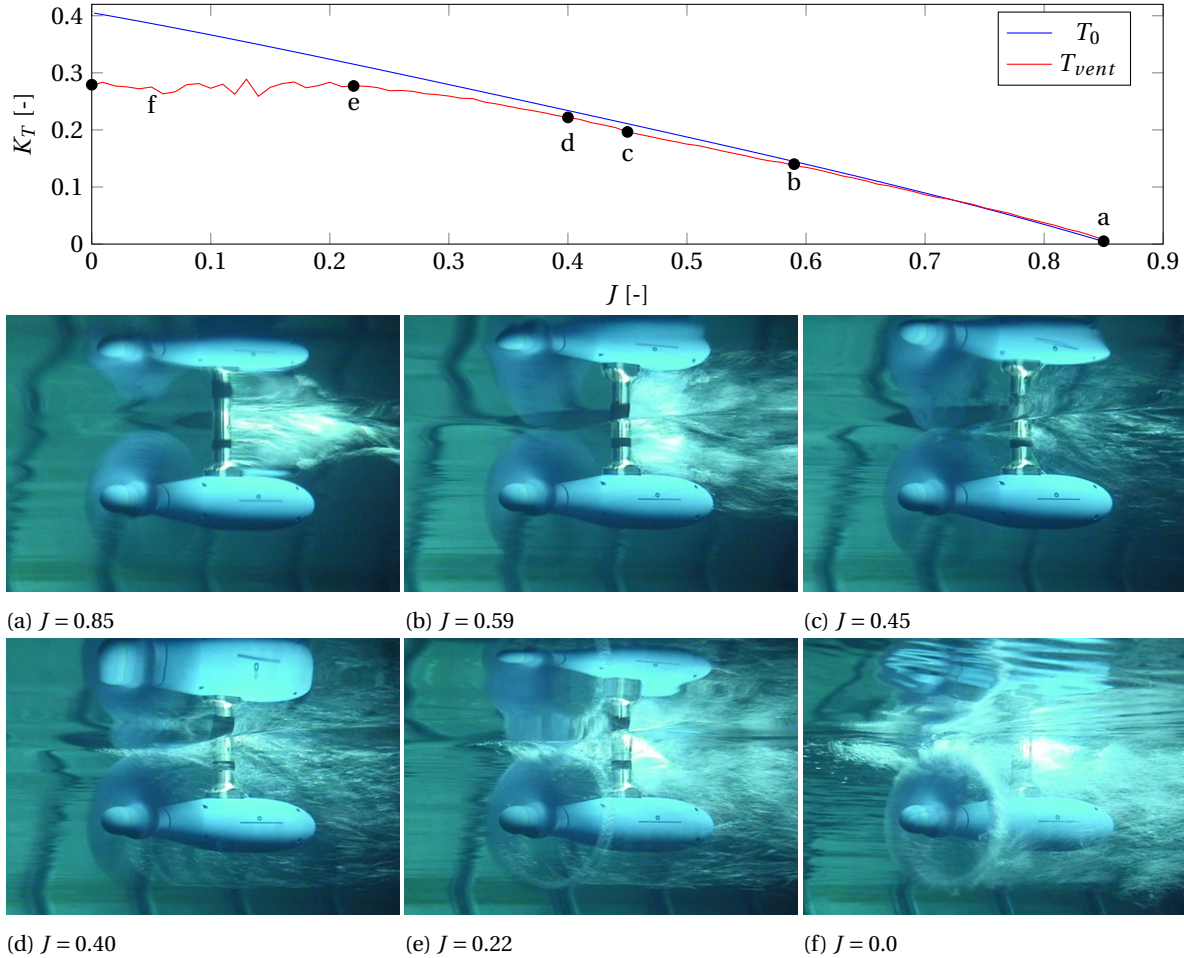 0.4
0.3
0.2
0.1
0
K_T [-]
T_0
T_{vent}
f
e
d
c
b
a
0 0.1 0.2 0.3 0.4 0.5 0.6 0.7 0.8 0.9
J [-]
(a) J = 0.85
(b) J = 0.59
(c) J = 0.45
(d) J = 0.40
(e) J = 0.22
(f) J = 0.0